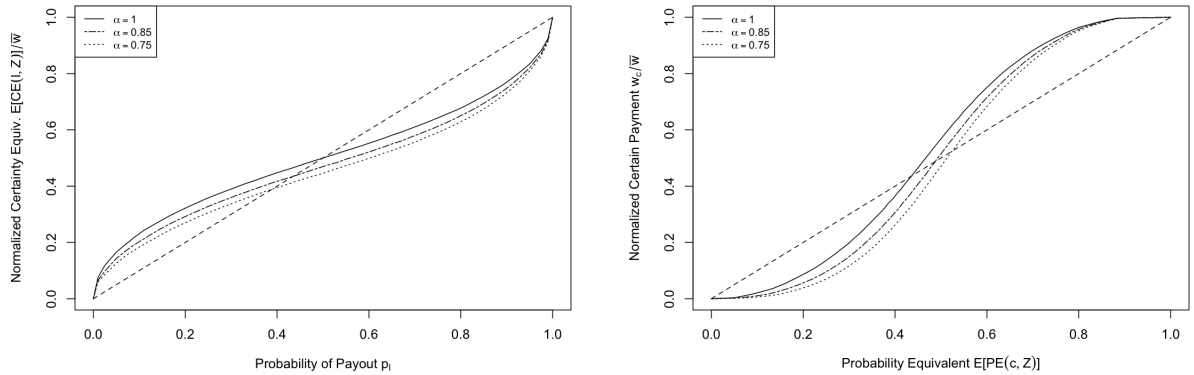 α = 1
α = 0.85
α = 0.75
Normalized Certainty Equiv. E[CE(l, Z)]/w̅
0.0 0.2 0.4 0.6 0.8 1.0
0.0 0.2 0.4 0.6 0.8 1.0
Probability of Payout pₗ
α = 1
α = 0.85
α = 0.75
Normalized Certain Payment w_c/w̅
0.0 0.2 0.4 0.6 0.8 1.0
0.0 0.2 0.4 0.6 0.8 1.0
Probability Equivalent E[PE(c, Z)]